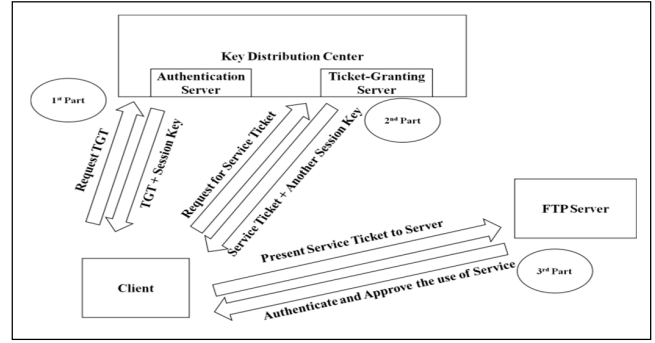 Key Distribution Center
Authentication
Server
Ticket-Granting
Server
1st Part
2nd Part
Request TGT
TGT + Session Key
Request for Service Ticket
Service Ticket + Another Session Key
FTP Server
Present Service Ticket to Server
Client
3rd Part
Authenticate and Approve the use of Service